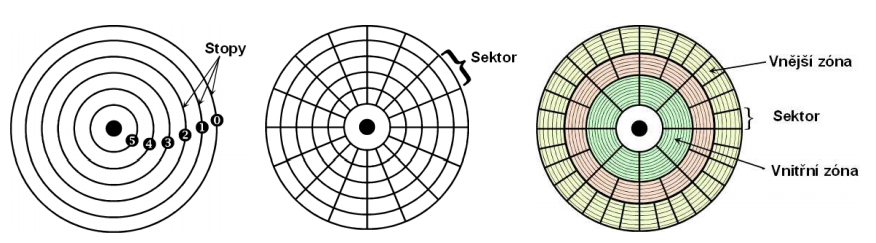 Stopy
5
4
3
2
1
0
Sektor
Vnější zóna
Sektor
Vnitřní zóna